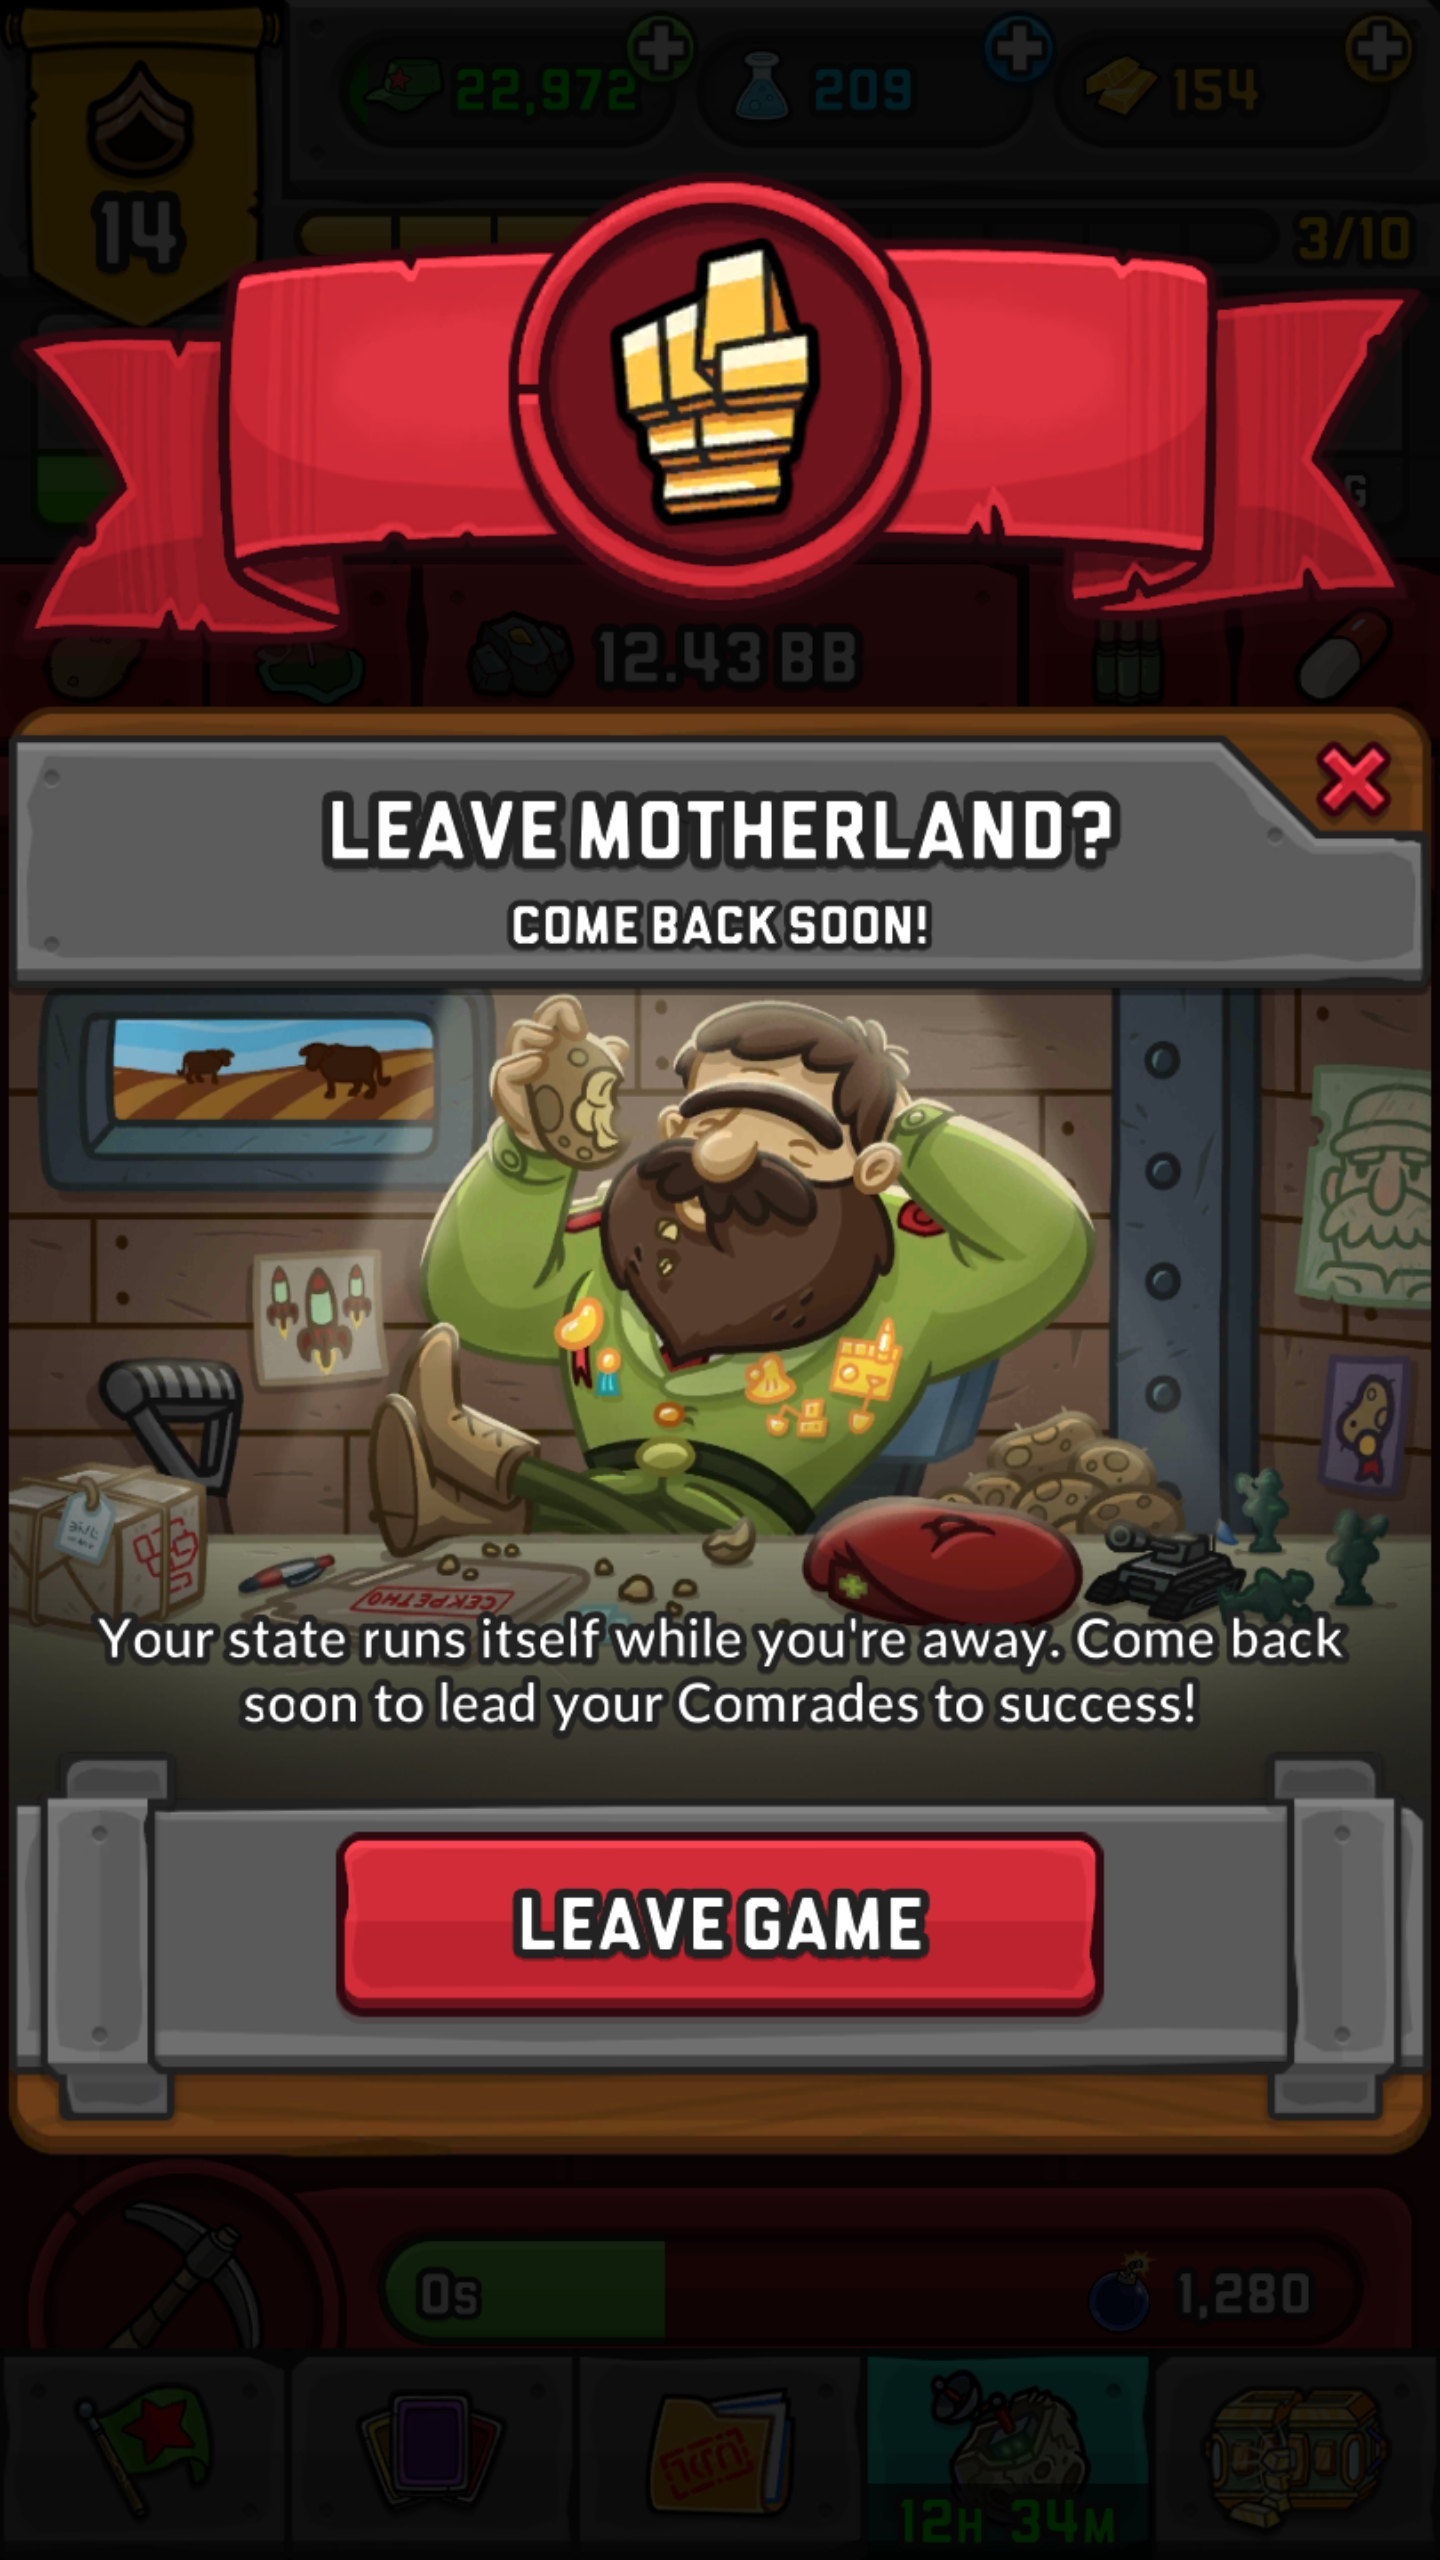 22,972
209
154
14
3/10
G
12.43 BB
LEAVE MOTHERLAND?
COME BACK SOON!
СЕКРЕТНО
Your state runs itself while you're away. Come back
soon to lead your Comrades to success!
LEAVE GAME
0s
1,280
12H 34M